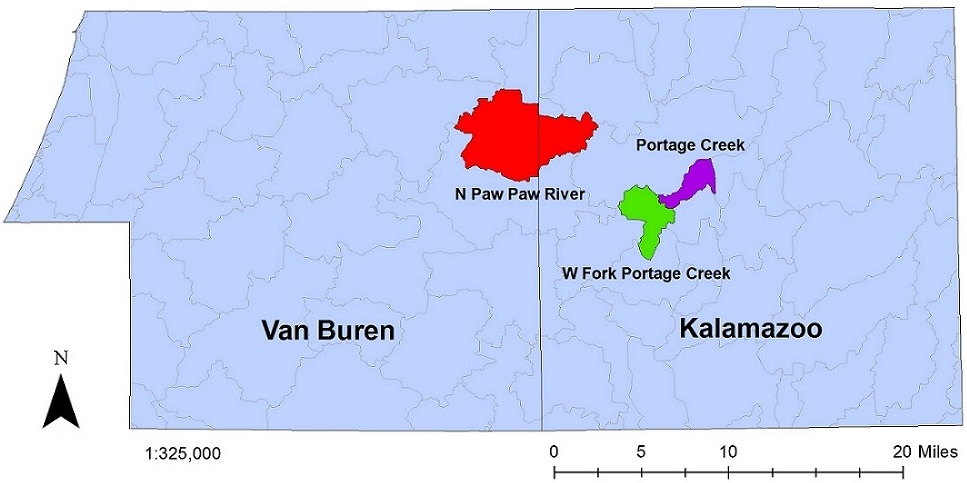 Portage Creek
N Paw Paw River
W Fork Portage Creek
Van Buren
Kalamazoo
N
1:325,000
0 5 10 20 Miles